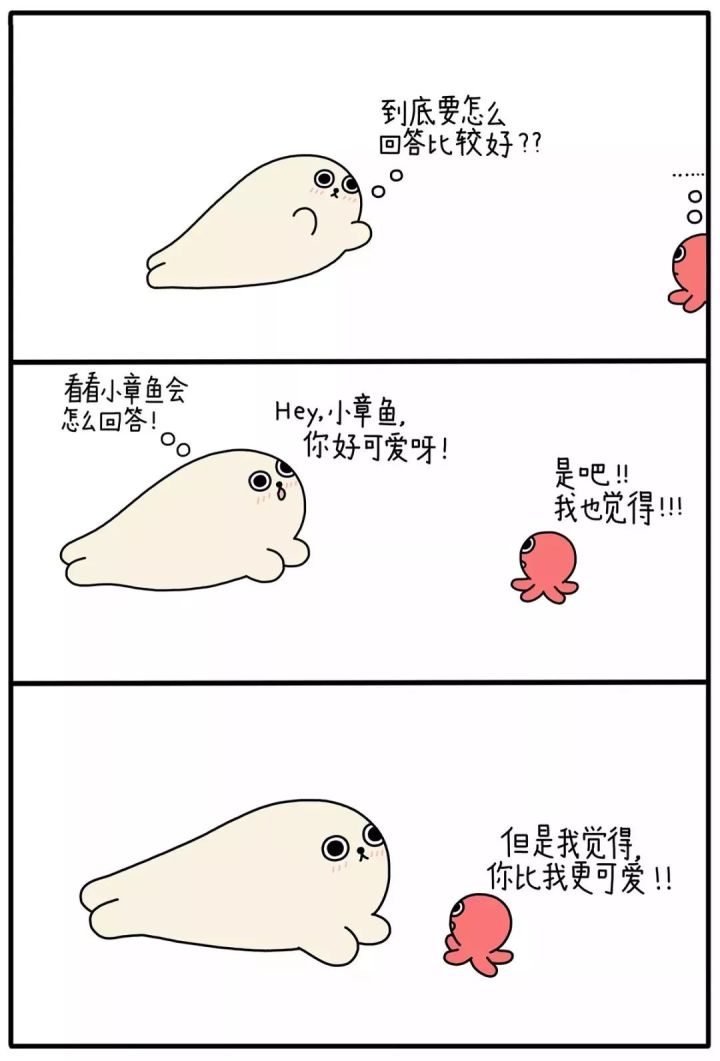 到底要怎么
回答比较好??
……
看看小章鱼会
怎么回答!
Hey,小章鱼,
你好可爱呀!
是吧!!
我也觉得!!!
但是我觉得,
你比我更可爱!!